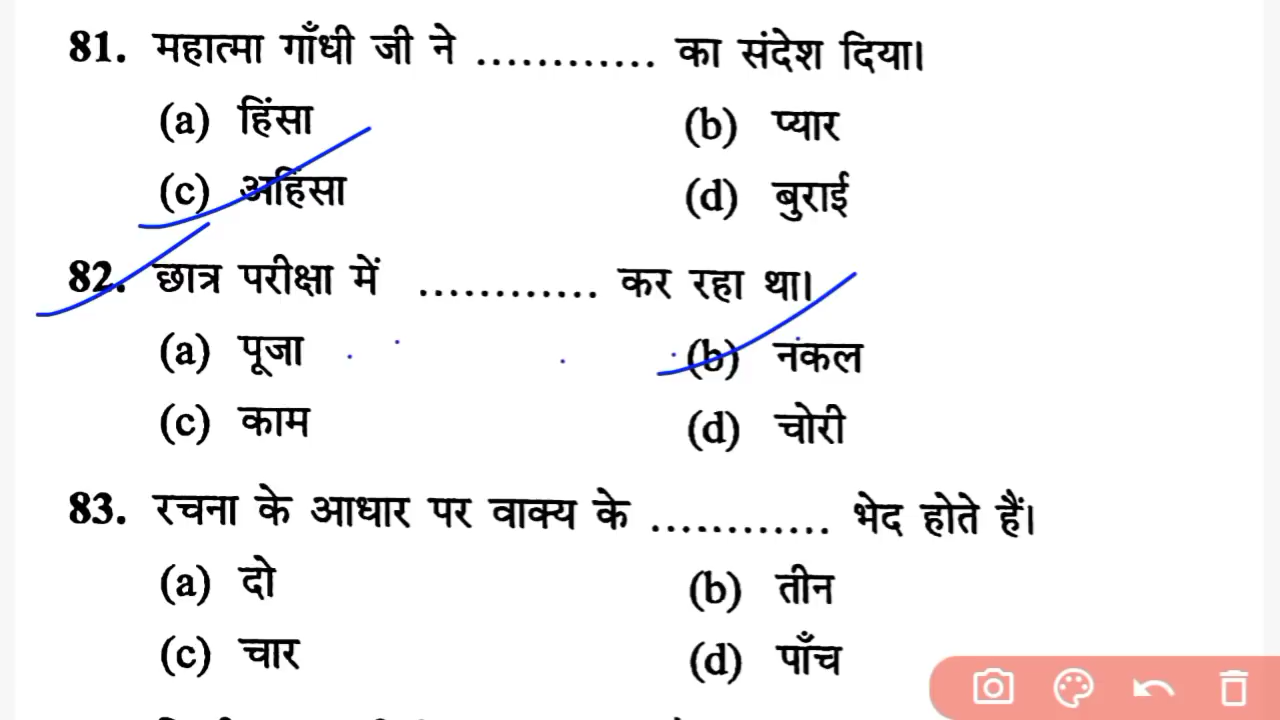 81. महात्मा गाँधी जी ने ............ का संदेश दिया।
(a) हिंसा (b) प्यार
(c) अहिंसा (d) बुराई
82. छात्र परीक्षा में ............ कर रहा था।
(a) पूजा (b) नकल
(c) काम (d) चोरी
83. रचना के आधार पर वाक्य के ............ भेद होते हैं।
(a) दो (b) तीन
(c) चार (d) पाँच